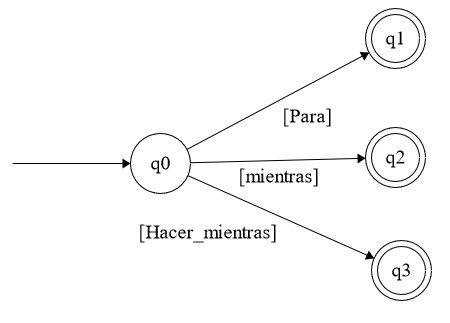 q1
[Para]
q0
q2
[mientras]
[Hacer_mientras]
q3